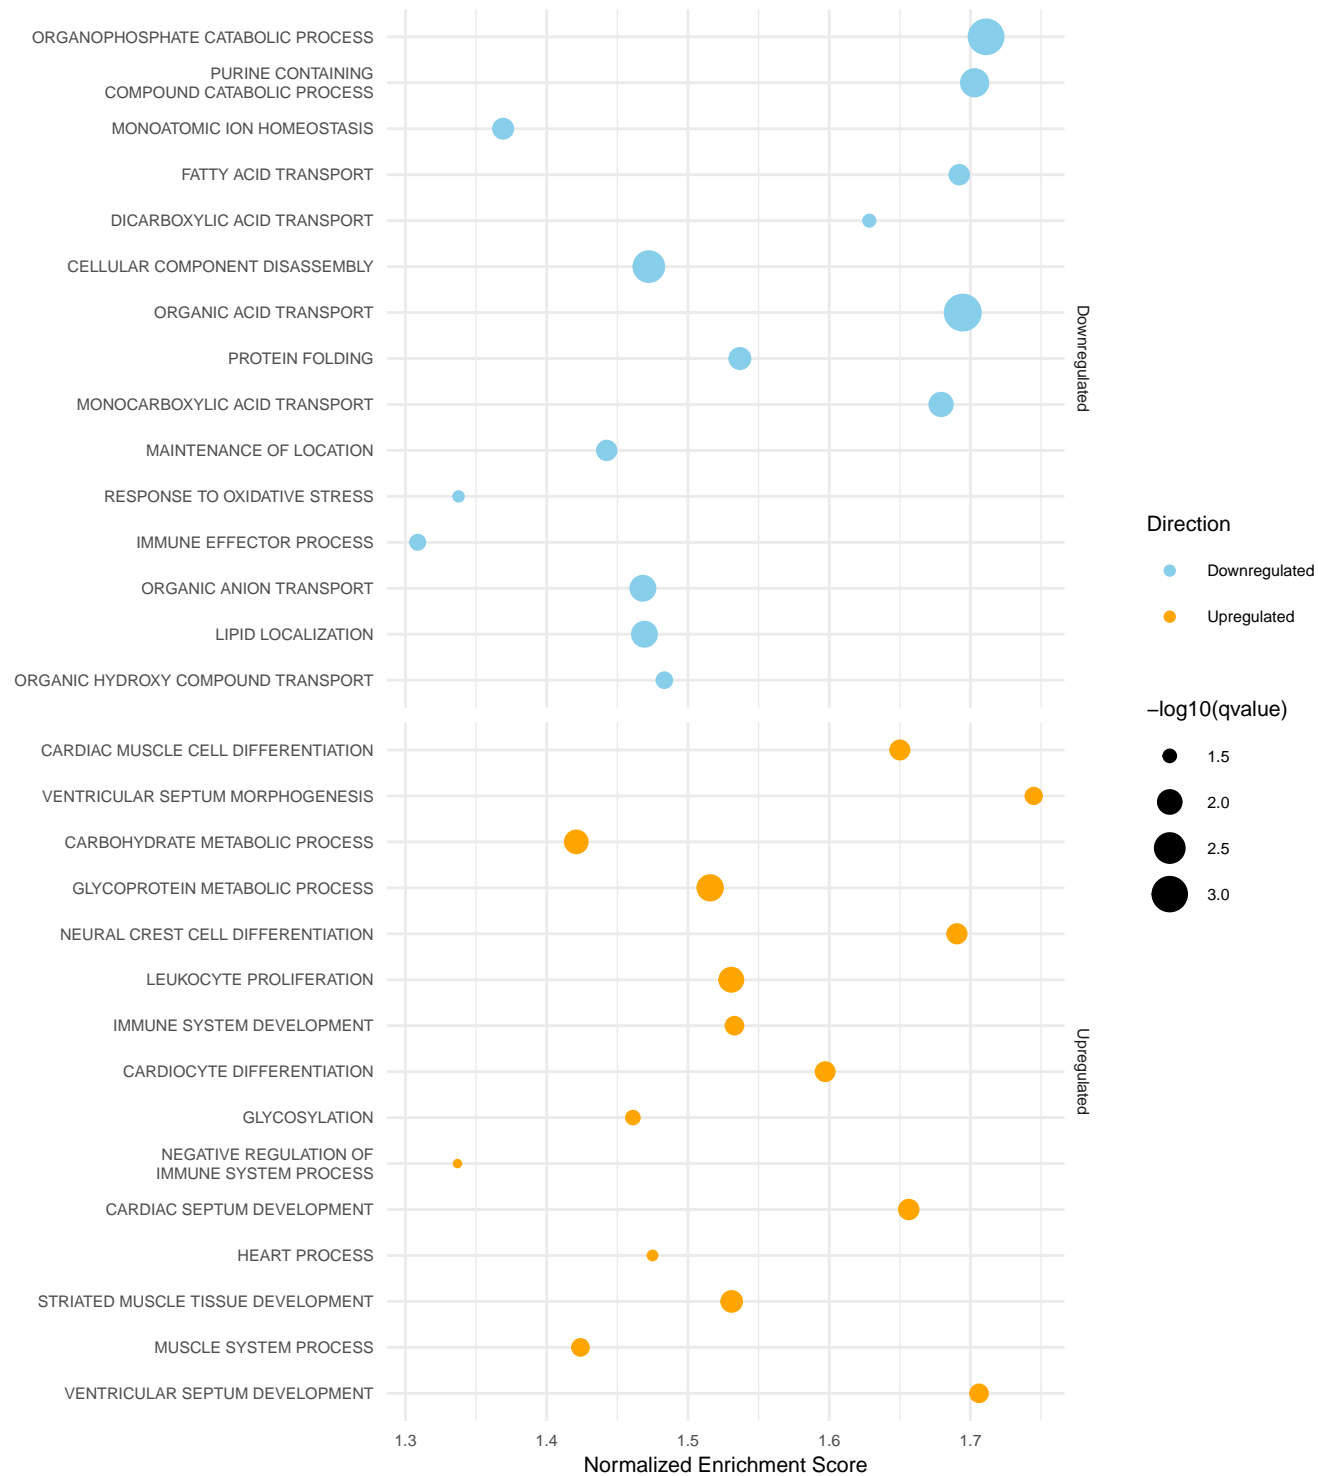 ORGANOPHOSPHATE CATABOLIC PROCESS
PURINE CONTAINING
COMPOUND CATABOLIC PROCESS
MONOATOMIC ION HOMEOSTASIS
FATTY ACID TRANSPORT
DICARBOXYLIC ACID TRANSPORT
CELLULAR COMPONENT DISASSEMBLY
ORGANIC ACID TRANSPORT
PROTEIN FOLDING
MONOCARBOXYLIC ACID TRANSPORT
MAINTENANCE OF LOCATION
RESPONSE TO OXIDATIVE STRESS
IMMUNE EFFECTOR PROCESS
ORGANIC ANION TRANSPORT
LIPID LOCALIZATION
ORGANIC HYDROXY COMPOUND TRANSPORT
Downregulated
CARDIAC MUSCLE CELL DIFFERENTIATION
VENTRICULAR SEPTUM MORPHOGENESIS
CARBOHYDRATE METABOLIC PROCESS
GLYCOPROTEIN METABOLIC PROCESS
NEURAL CREST CELL DIFFERENTIATION
LEUKOCYTE PROLIFERATION
IMMUNE SYSTEM DEVELOPMENT
CARDIOCYTE DIFFERENTIATION
GLYCOSYLATION
NEGATIVE REGULATION OF
IMMUNE SYSTEM PROCESS
CARDIAC SEPTUM DEVELOPMENT
HEART PROCESS
STRIATED MUSCLE TISSUE DEVELOPMENT
MUSCLE SYSTEM PROCESS
VENTRICULAR SEPTUM DEVELOPMENT
Upregulated
1.3 1.4 1.5 1.6 1.7
Normalized Enrichment Score
Direction
Downregulated
Upregulated
−log10(qvalue)
1.5
2.0
2.5
3.0